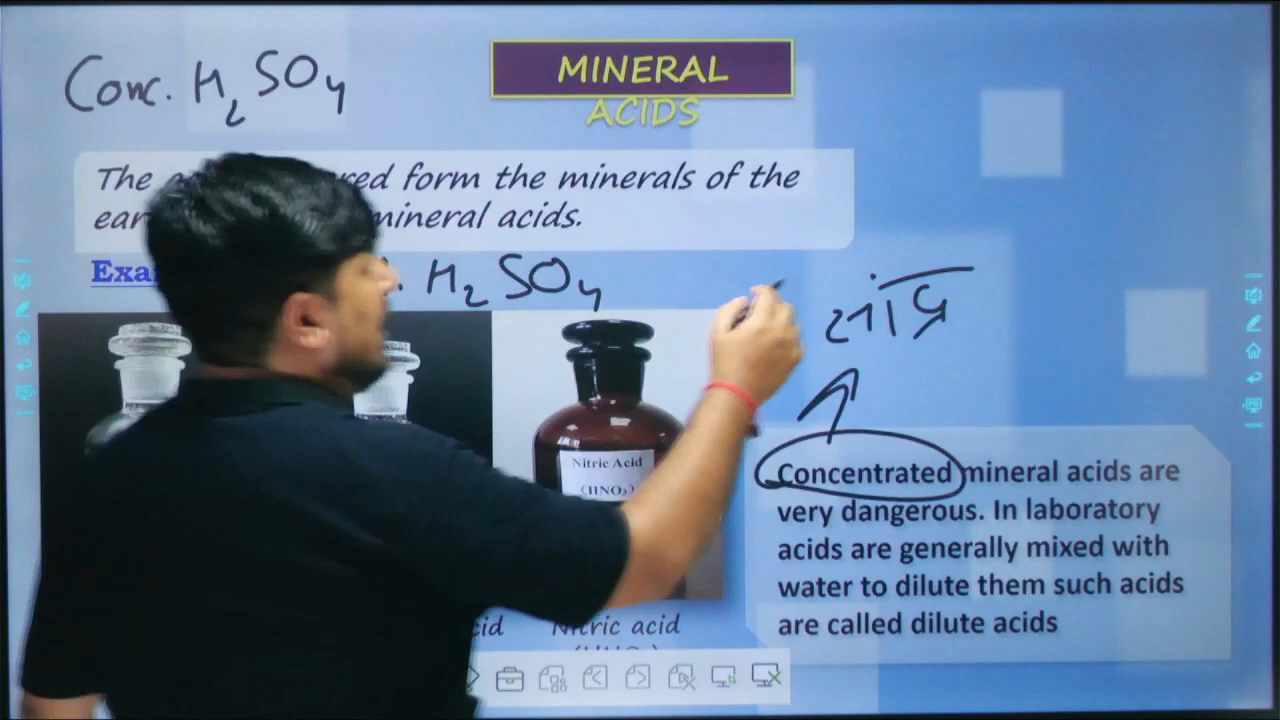 Conc. H2SO4
MINERAL
ACIDS
The red form the minerals of the
mineral acids.
H2SO4
Nitric Acid
(HNO3)
Concentrated mineral acids are
very dangerous. In laboratory
acids are generally mixed with
water to dilute them such acids
are called dilute acids
Nitric acid